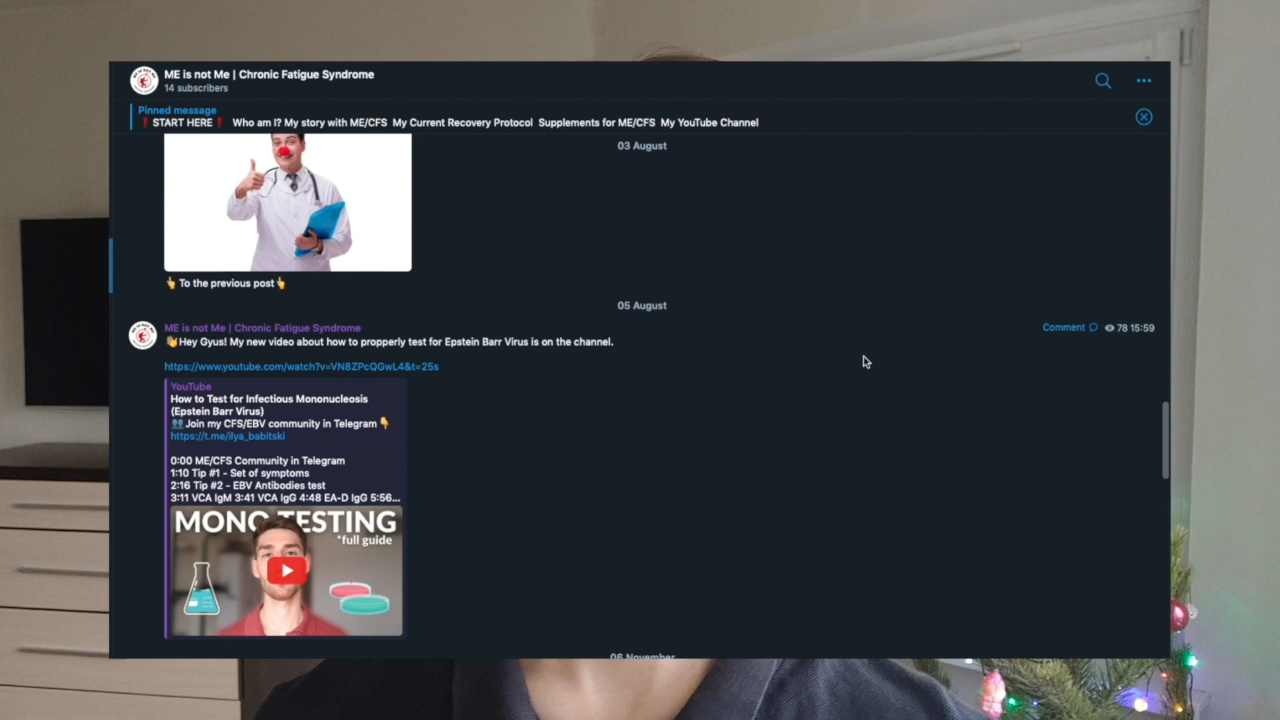 ME is not Me | Chronic Fatigue Syndrome
14 subscribers
Pinned message
❗START HERE❗ Who am I? My story with ME/CFS My Current Recovery Protocol Supplements for ME/CFS My YouTube Channel
03 August
👆To the previous post👆
05 August
ME is not Me | Chronic Fatigue Syndrome
Comment 78 15:59
👋Hey Gyus! My new video about how to propperly test for Epstein Barr Virus is on the channel.
https://www.youtube.com/watch?v=VN8ZPcQGwL4&t=25s
YouTube
How to Test for Infectious Mononucleosis
(Epstein Barr Virus)
👥Join my CFS/EBV community in Telegram👇
https://t.me/ilya_babitski
0:00 ME/CFS Community in Telegram
1:10 Tip #1 - Set of symptoms
2:16 Tip #2 - EBV Antibodies test
3:11 VCA IgM 3:41 VCA IgG 4:48 EA-D IgG 5:56...
MONO TESTING
*full guide
06 November